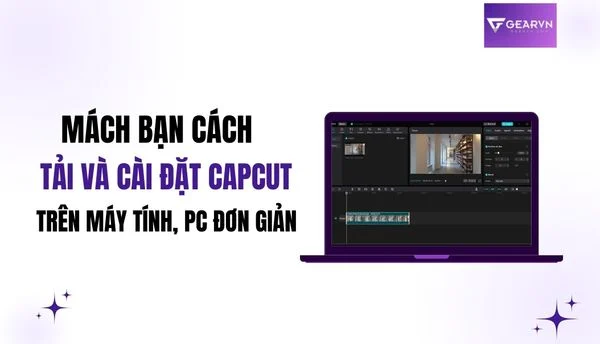 GEARVN
MÁCH BẠN CÁCH
TẢI VÀ CÀI ĐẶT CAPCUT
TRÊN MÁY TÍNH, PC ĐƠN GIẢN